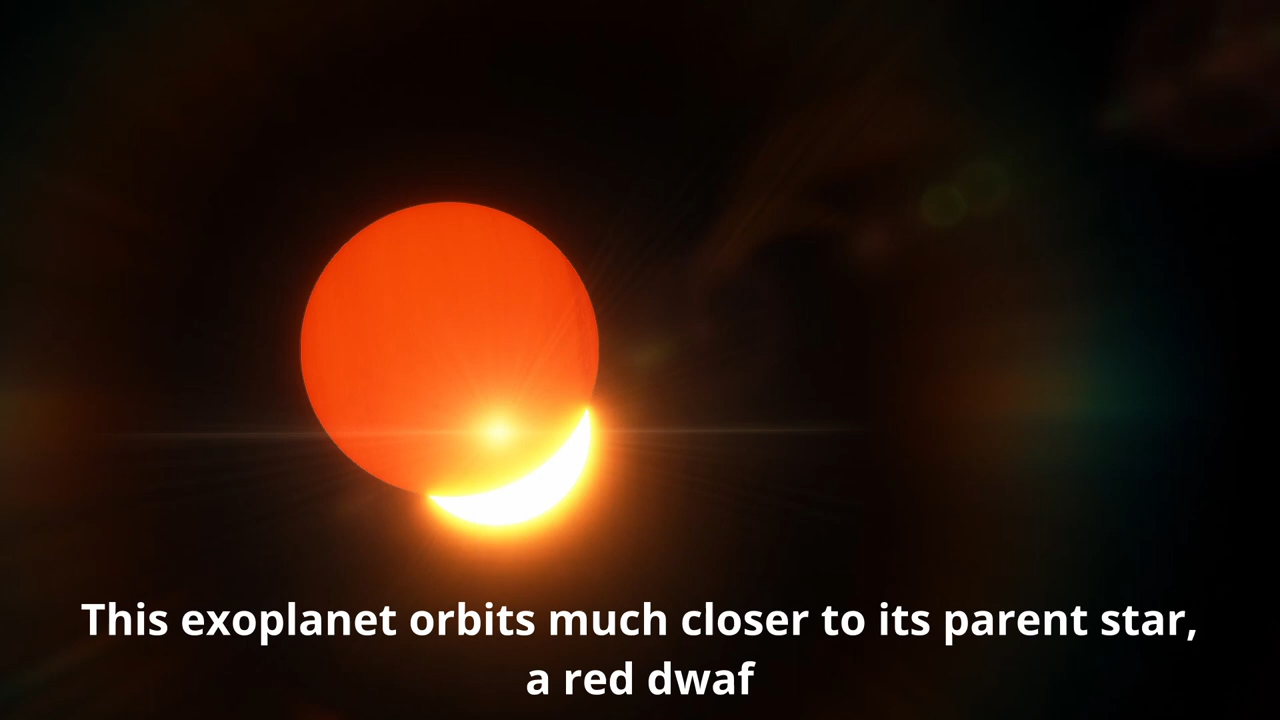 This exoplanet orbits much closer to its parent star,
a red dwaf